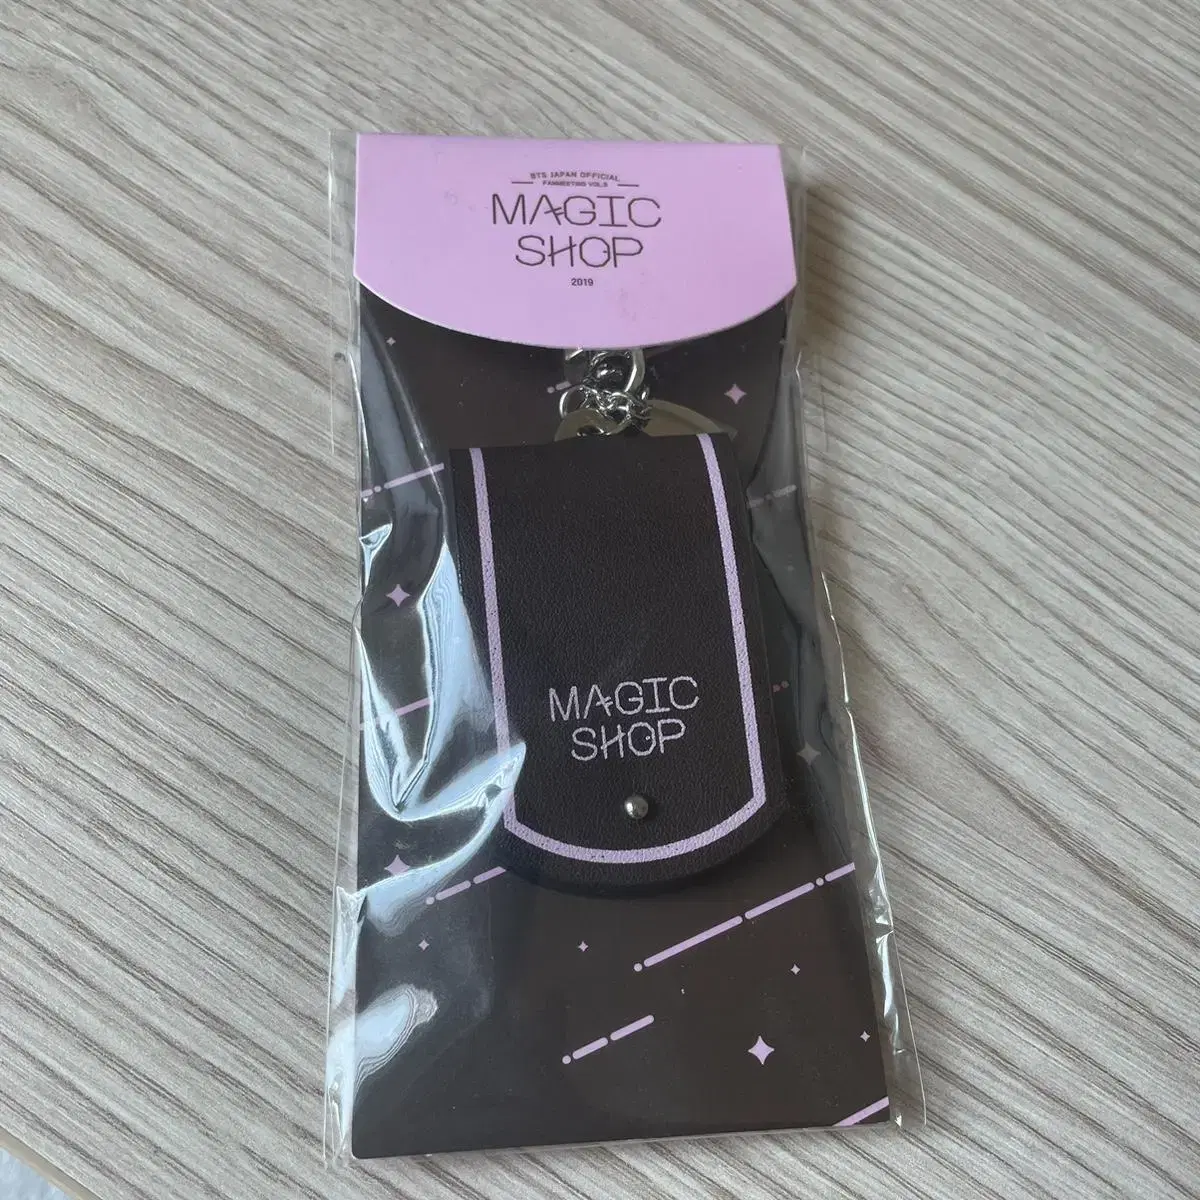 BTS JAPAN OFFICIAL
FANMEETING VOL.5
MAGIC
SHOP
2019
MAGIC
SHOP